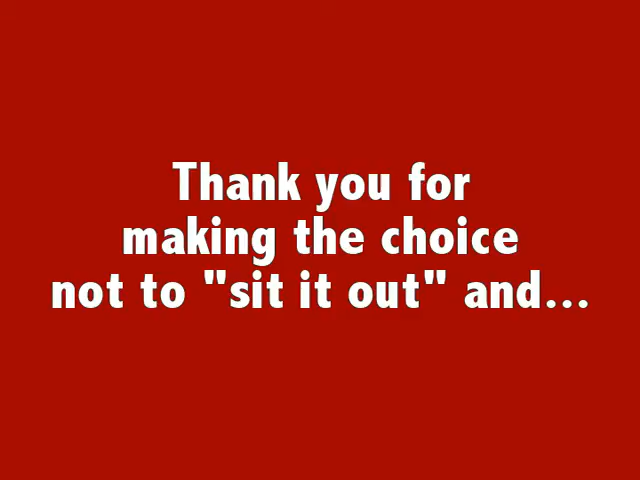 Thank you for
making the choice
not to "sit it out" and...